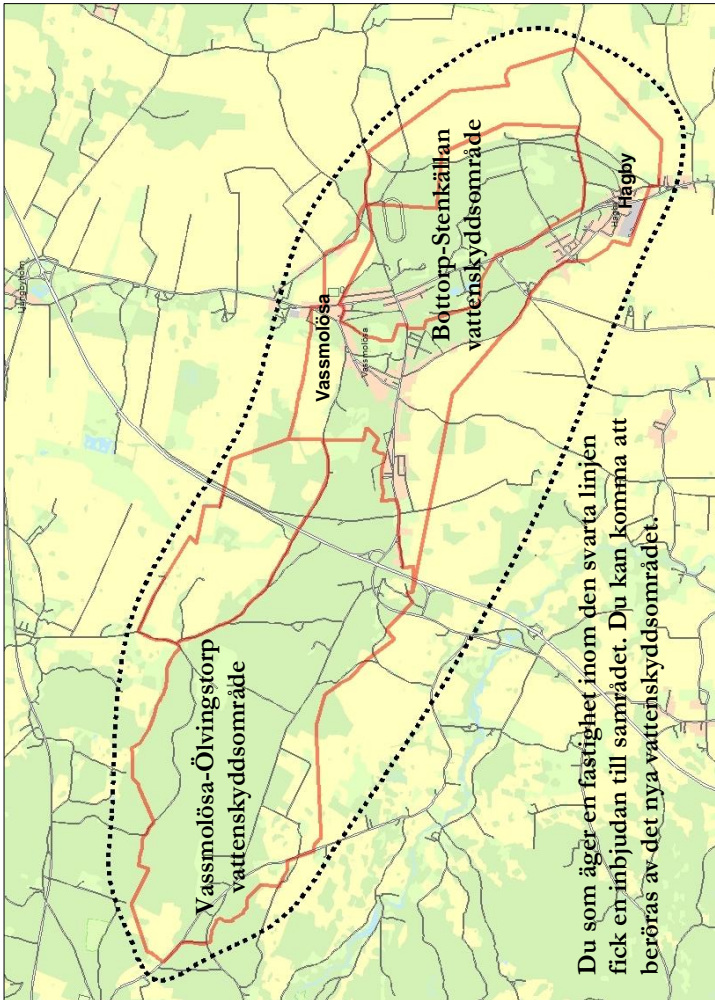 Vassmolösa-Ölvingstorp
vattenskyddsområde
Vassmolösa
Vassmolösa
Bottorp-Stenkällan
vattenskyddsområde
Hagby
Du som äger en fastighet inom den svarta linjen
fick en inbjudan till samrådet. Du kan komma att
beröras av det nya vattenskyddsområdet.